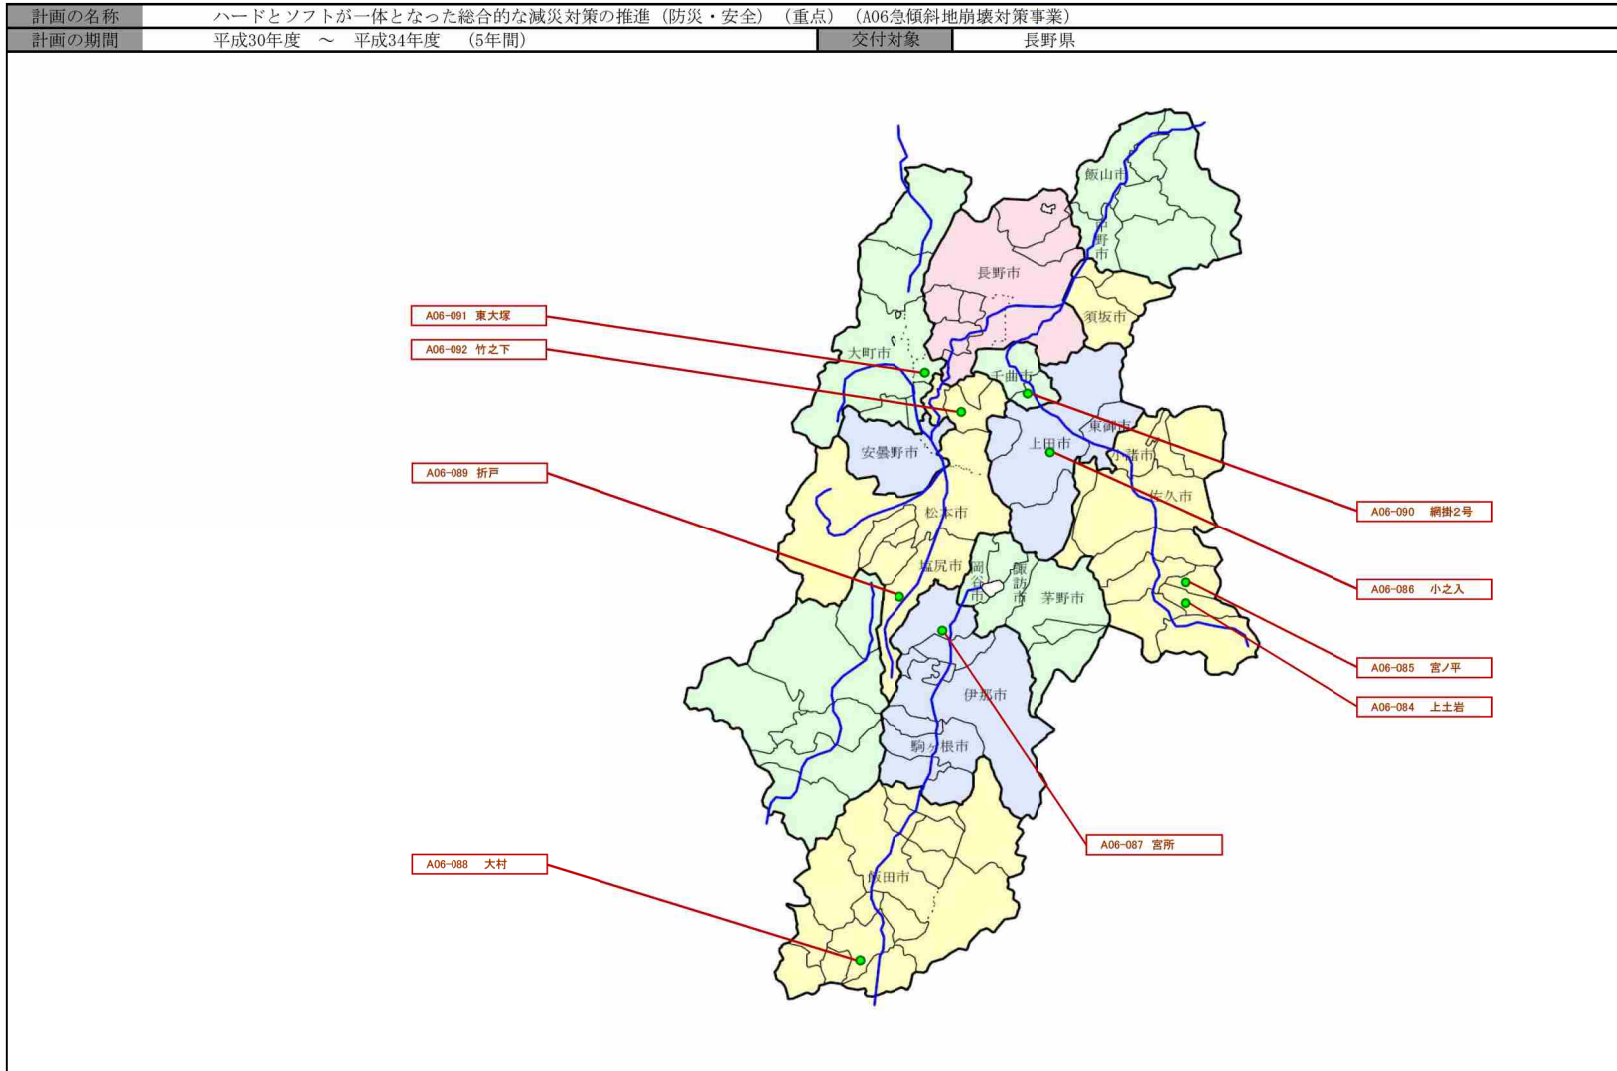 計画の名称 ハードとソフトが一体となった総合的な減災対策の推進（防災・安全）（重点）（A06急傾斜地崩壊対策事業）
計画の期間 平成30年度 ～ 平成34年度 （5年間） 交付対象 長野県
飯山市
中野市
長野市
須坂市
A06-091 東大塚
A06-092 竹之下
大町市
千曲市
東御市
上田市
小諸市
安曇野市
A06-089 折戸
佐久市
松本市
A06-090 網掛2号
塩尻市
岡谷市
諏訪市
茅野市
A06-086 小之入
A06-085 宮ノ平
伊那市
A06-084 上土岩
駒ヶ根市
A06-087 宮所
A06-088 大村
飯田市